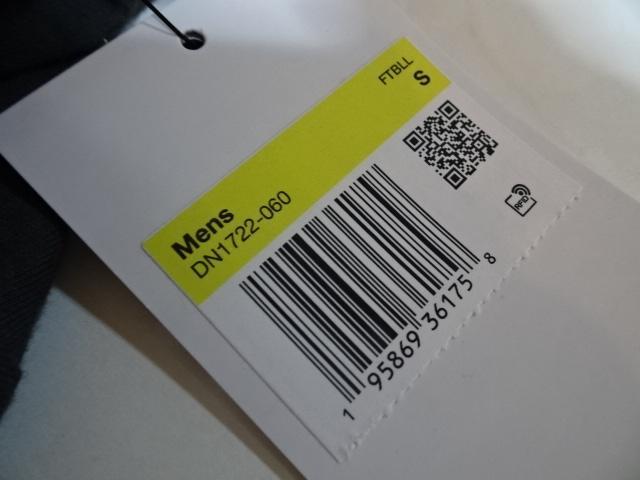 FTBLL
S
Mens
DN1722-060
RFID
1 95869 36175 8